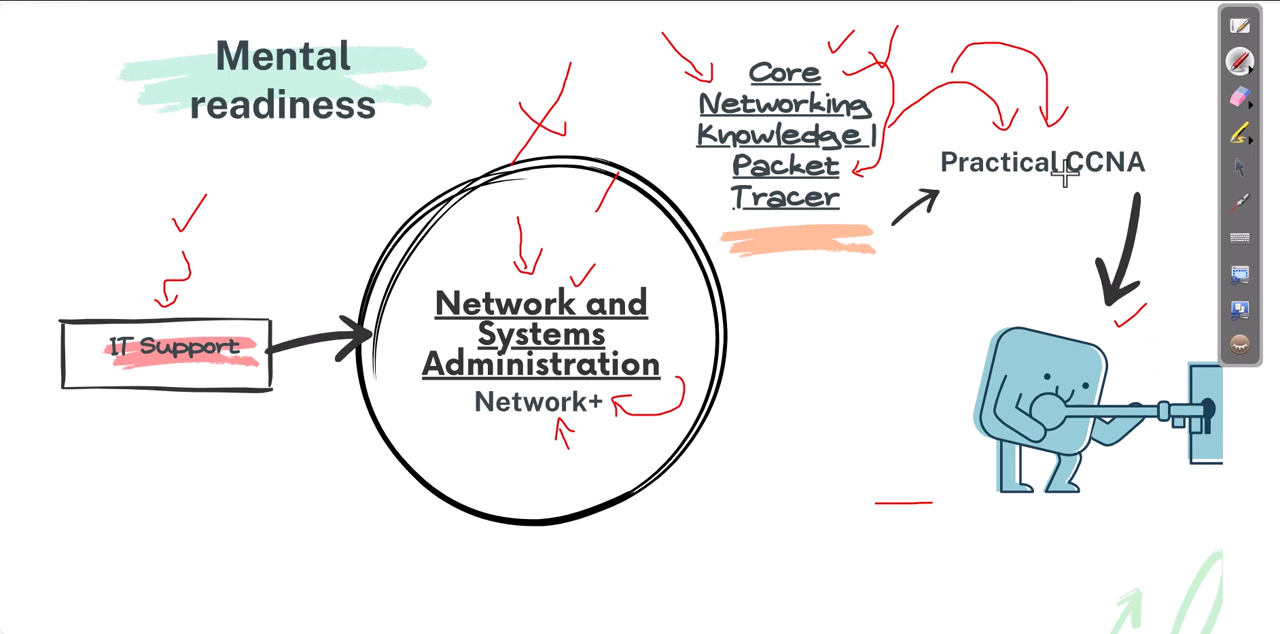 Mental
readiness
Core
Networking
Knowledge |
Packet
Tracer
Practical CCNA
IT Support
Network and
Systems
Administration
Network+